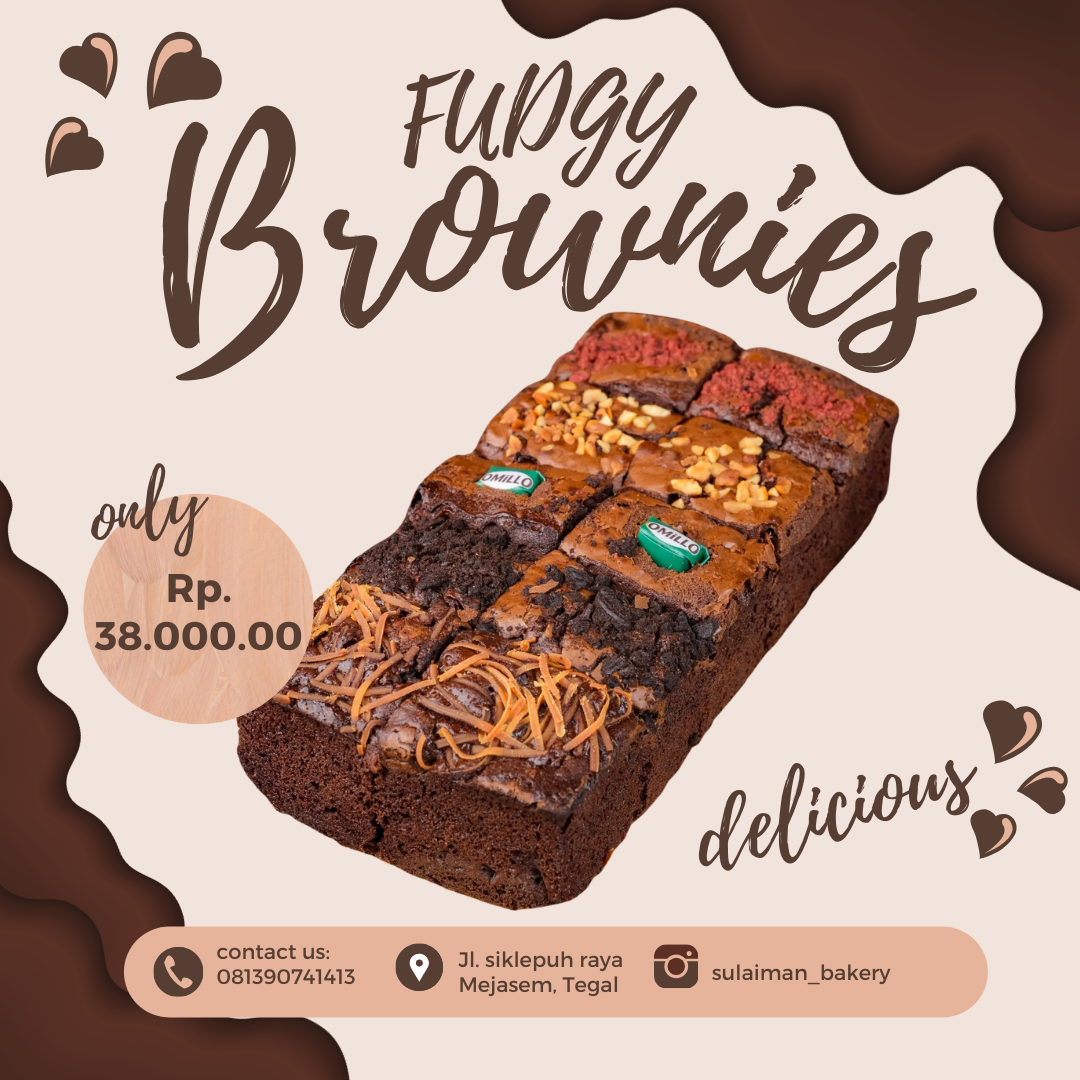 FUDgy
Brownies
OMILLO
OMILLO
only
Rp.
38.000.00
delicious
contact us:
081390741413
Jl. siklepuh raya
Mejasem, Tegal
sulaiman_bakery